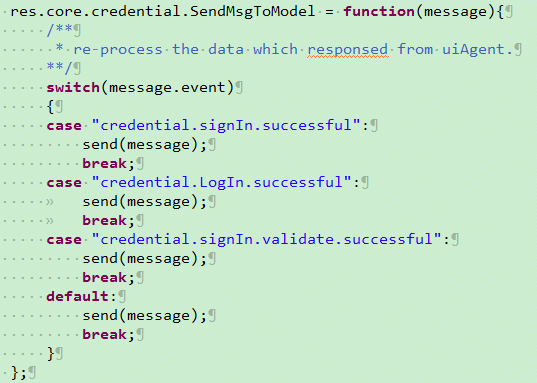 res.core.credential.SendMsgToModel = function(message){
    /**
     * re-process the data which responsed from uiAgent.
    **/
    switch(message.event)
    {
    case "credential.signIn.successful":
        send(message);
        break;
    case "credential.LogIn.successful":
        send(message);
        break;
    case "credential.signIn.validate.successful":
        send(message);
        break;
    default:
        send(message);
        break;
    }
};